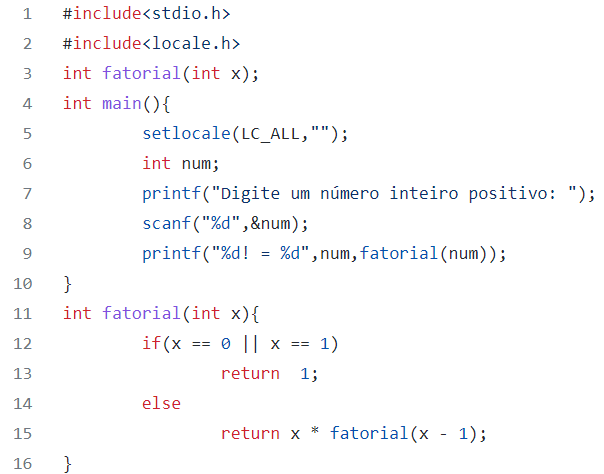 1 #include<stdio.h>
2 #include<locale.h>
3 int fatorial(int x);
4 int main(){
5 setlocale(LC_ALL,"");
6 int num;
7 printf("Digite um número inteiro positivo: ");
8 scanf("%d",&num);
9 printf("%d! = %d",num,fatorial(num));
10 }
11 int fatorial(int x){
12 if(x == 0 || x == 1)
13 return  1;
14 else
15 return x * fatorial(x - 1);
16 }